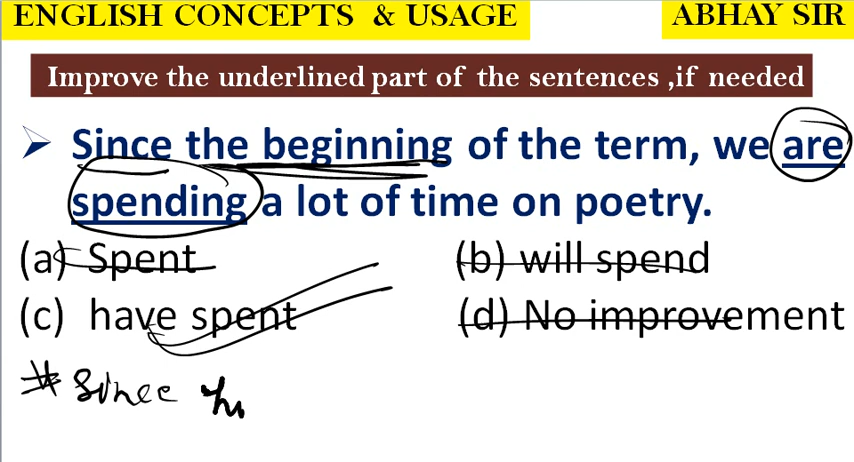 ENGLISH CONCEPTS & USAGE
ABHAY SIR
Improve the underlined part of the sentences ,if needed
Since the beginning of the term, we are
spending a lot of time on poetry.
(a) Spent (b) will spend
(c) have spent (d) No improvement
Since